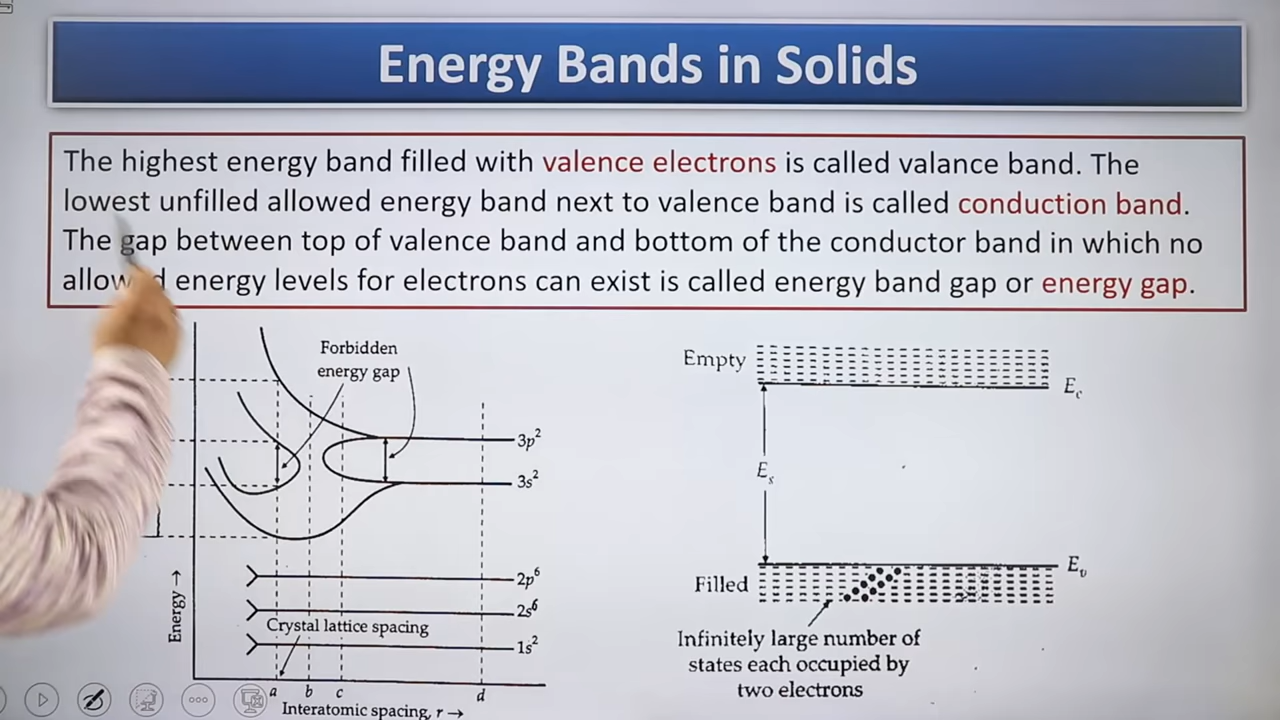 Energy Bands in Solids
The highest energy band filled with valence electrons is called valance band. The
lowest unfilled allowed energy band next to valence band is called conduction band.
The gap between top of valence band and bottom of the conductor band in which no
energy levels for electrons can exist is called energy band gap or energy gap.
Forbidden
energy gap
3p²
3s²
2p⁶
2s⁶
1s²
Crystal lattice spacing
Energy →
a b c d
Interatomic spacing, r →
Empty
E_c
E_s
E_v
Filled
Infinitely large number of
states each occupied by
two electrons